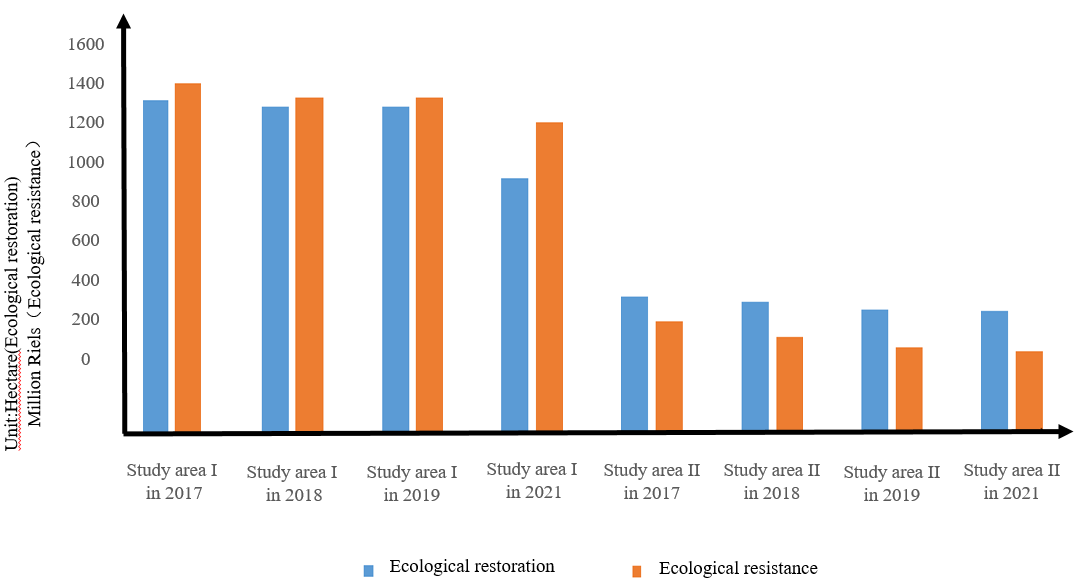 1600
1400
1200
1000
800
600
400
200
0
Unit:Hectare(Ecological restoration)
Million Riels（Ecological resistance）
Study area I
in 2017
Study area I
in 2018
Study area I
in 2019
Study area I
in 2021
Study area II
in 2017
Study area II
in 2018
Study area II
in 2019
Study area II
in 2021
Ecological restoration
Ecological resistance